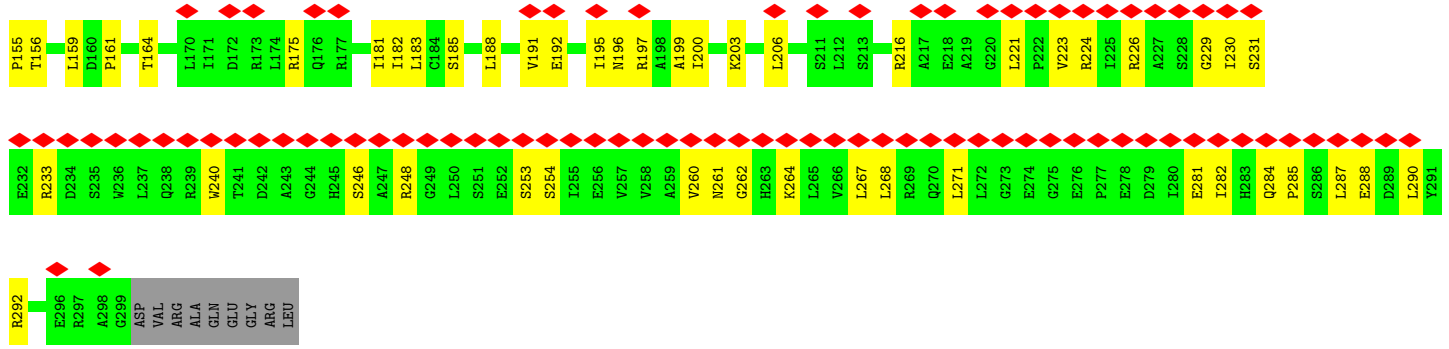 P155 T156 L159 D160 P161 T164 L170 I171 D172 R173 L174 R175 Q176 R177 I181 I182 L183 G184 S185 L188 V191 E192 I195 N196 R197 A198 A199 I200 K203 L206 S211 L212 S213 R216 A217 E218 A219 G220 L221 P222 V223 R224 I225 R226 A227 S228 G229 I230 S231
E232 R233 D234 S235 W236 L237 Q238 R239 W240 T241 D242 A243 G244 H245 S246 A247 R248 G249 L250 S251 E252 S253 S254 I255 E256 V257 V258 A259 V260 N261 G262 H263 K264 L265 V266 L267 L268 R269 Q270 L271 L272 G273 E274 G275 E276 P277 E278 D279 I280 E281 I282 H283 Q284 P285 S286 L287 E288 D289 L290 Y291
R292 E296 R297 A298 G299 ASP VAL ARG ALA GLN GLU GLY ARG LEU